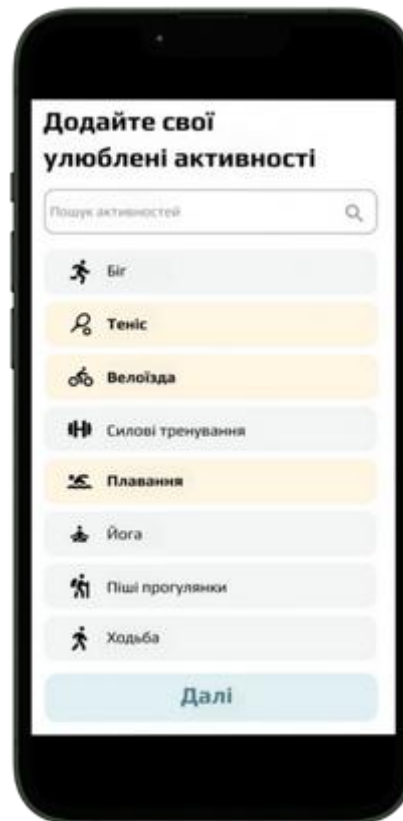 Додайте свої
улюблені активності
Пошук активностей
Біг
Теніс
Велоїзда
Силові тренування
Плавання
Йога
Піші прогулянки
Ходьба
Далі